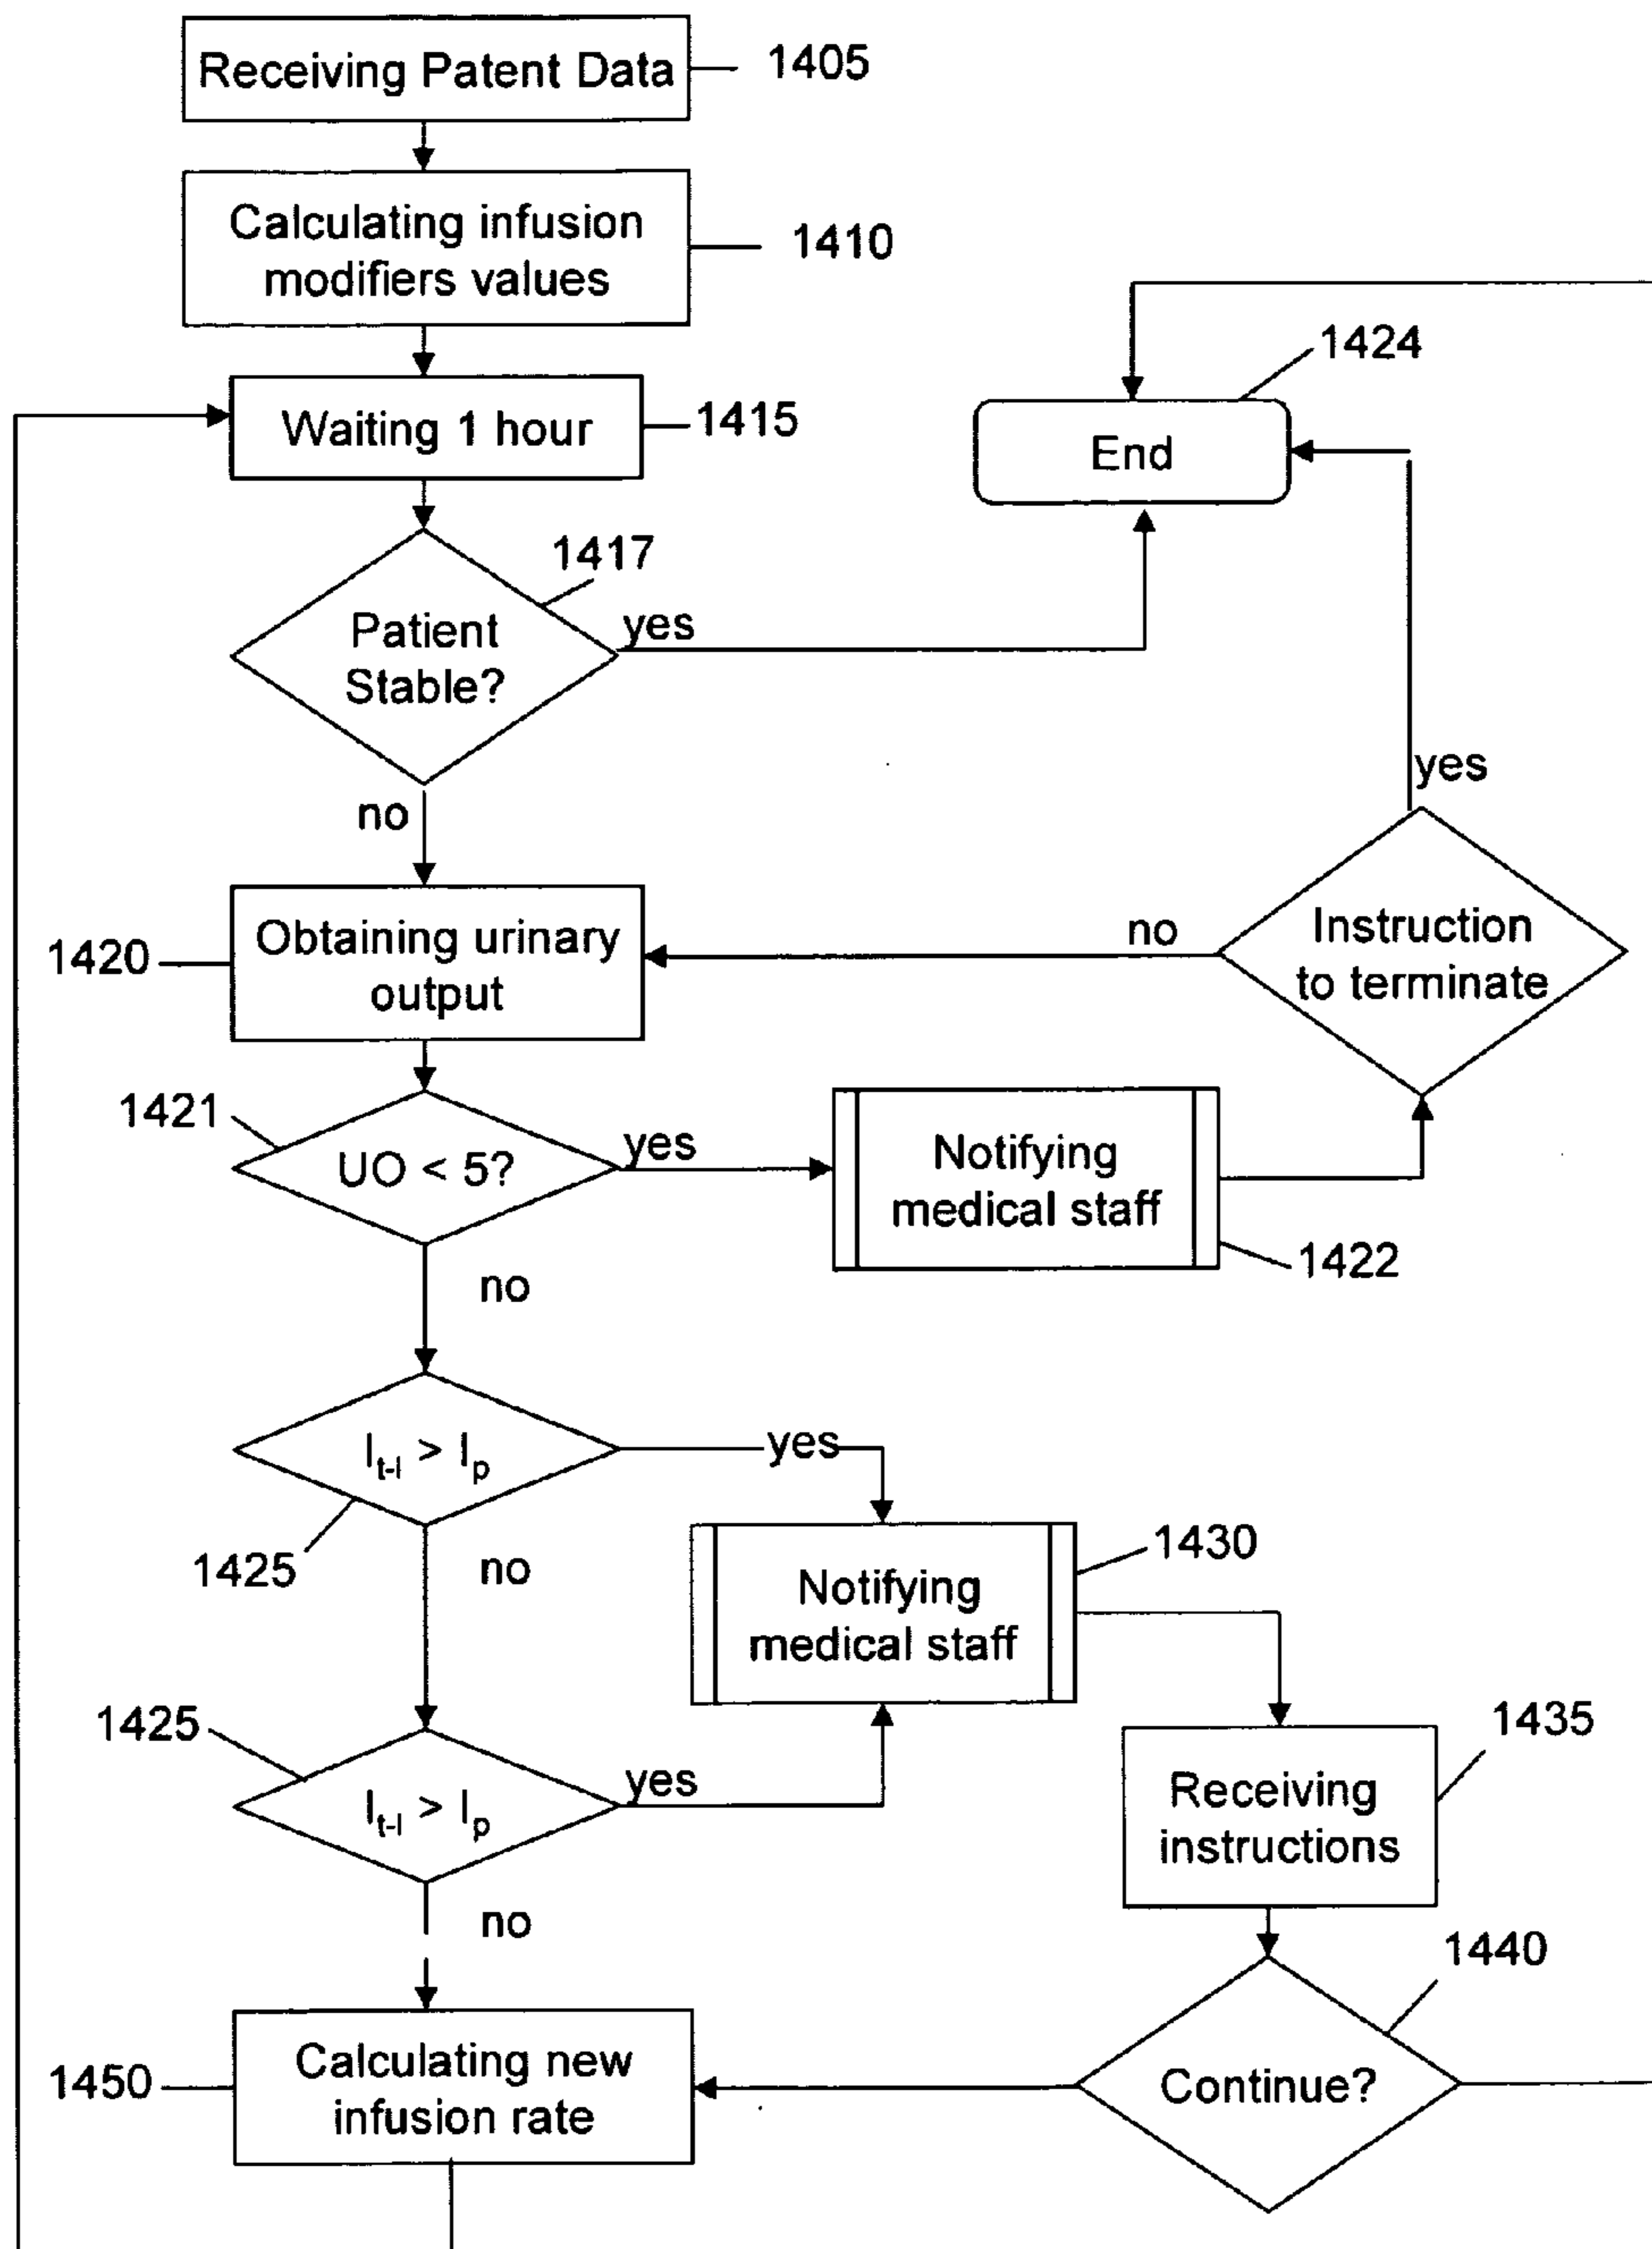 Receiving Patent Data
1405
Calculating infusion
modifiers values
1410
Waiting 1 hour
1415
1424
End
1417
Patient
Stable?
yes
no
yes
Obtaining urinary
output
1420
no
Instruction
to terminate
1421
UO < 5?
yes
Notifying
medical staff
1422
no
I_{t-I} > I_p
yes
1425
no
Notifying
medical staff
1430
1425
I_{t-I} > I_p
yes
1435
Receiving
instructions
no
1440
Continue?
Calculating new
infusion rate
1450